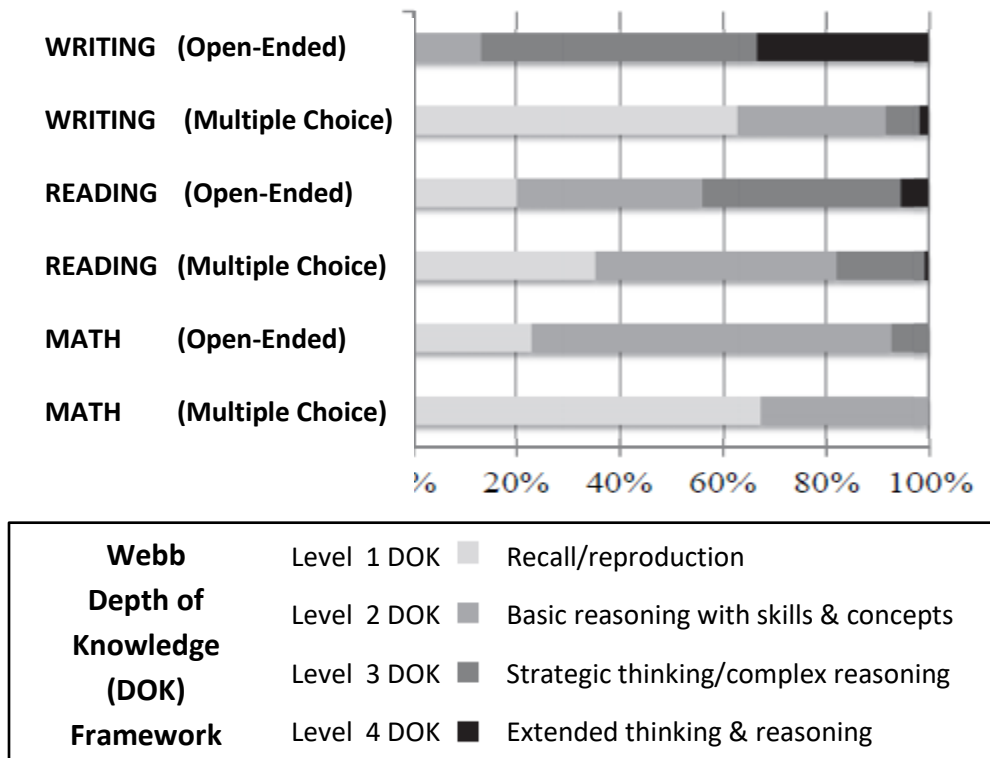 WRITING (Open-Ended)
WRITING (Multiple Choice)
READING (Open-Ended)
READING (Multiple Choice)
MATH (Open-Ended)
MATH (Multiple Choice)
% 20% 40% 60% 80% 100%
Webb
Depth of
Knowledge
(DOK)
Framework
Level 1 DOK Recall/reproduction
Level 2 DOK Basic reasoning with skills & concepts
Level 3 DOK Strategic thinking/complex reasoning
Level 4 DOK Extended thinking & reasoning